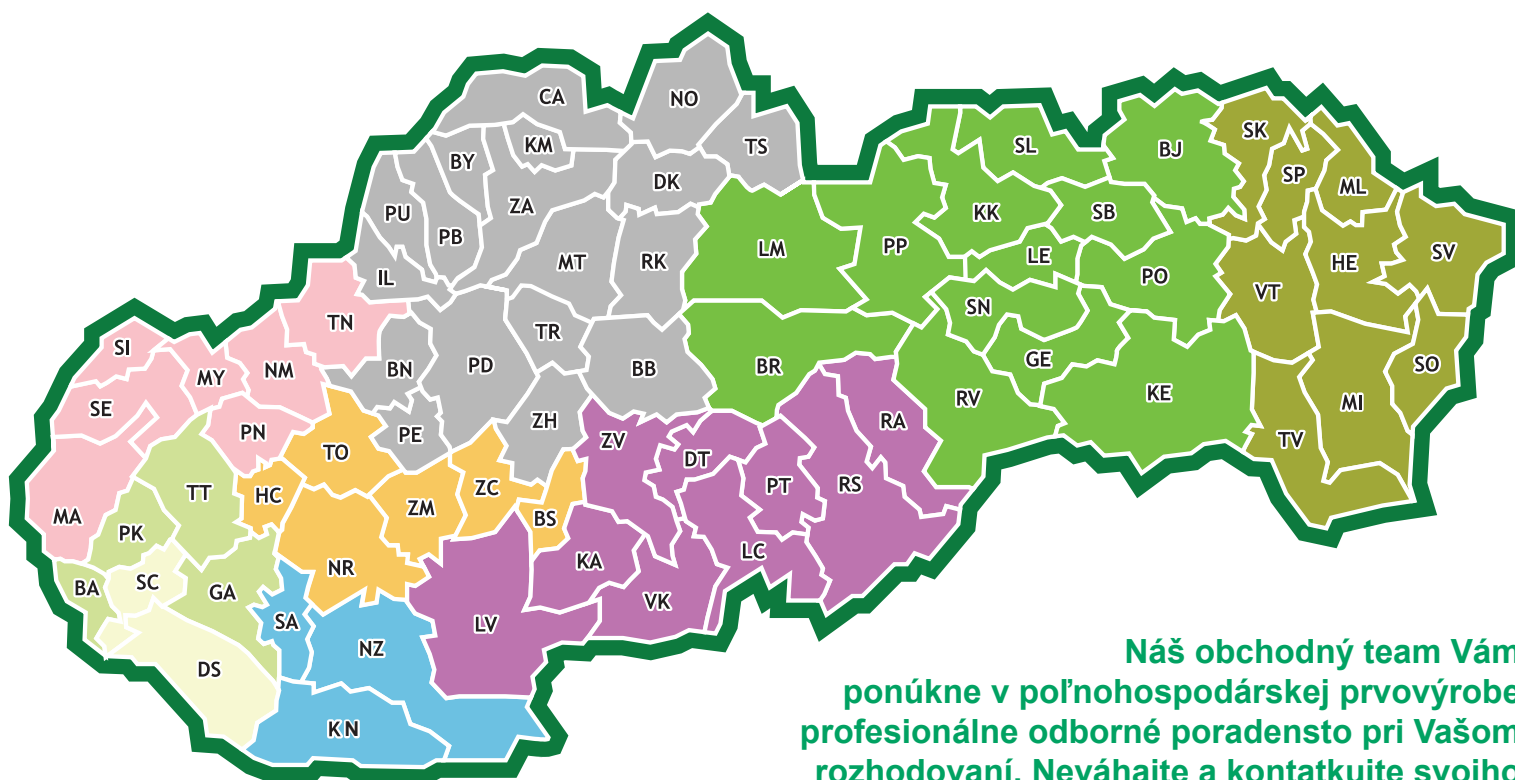 CA
NO
KM
TS
BY
DK
PU
ZA
PB
MT
RK
IL
TN
TR
BN
PD
BB
ZH
PE
SK
SL
BJ
SP
ML
KK
SB
LM
PP
LE
PO
HE
SV
VT
SN
BR
GE
SO
RV
KE
MI
TV
SI
MY
NM
SE
PN
MA
TO
HC
ZM
ZC
BS
NR
TT
PK
BA
SC
GA
DS
SA
NZ
KN
ZV
DT
RA
PT
RS
KA
LC
VK
LV
Náš obchodný team Vám
ponúkne v poľnohospodárskej prvovýrobe
profesionálne odborné poradensto pri Vašom
rozhodovaní. Neváhajte a kontatkujte svojho